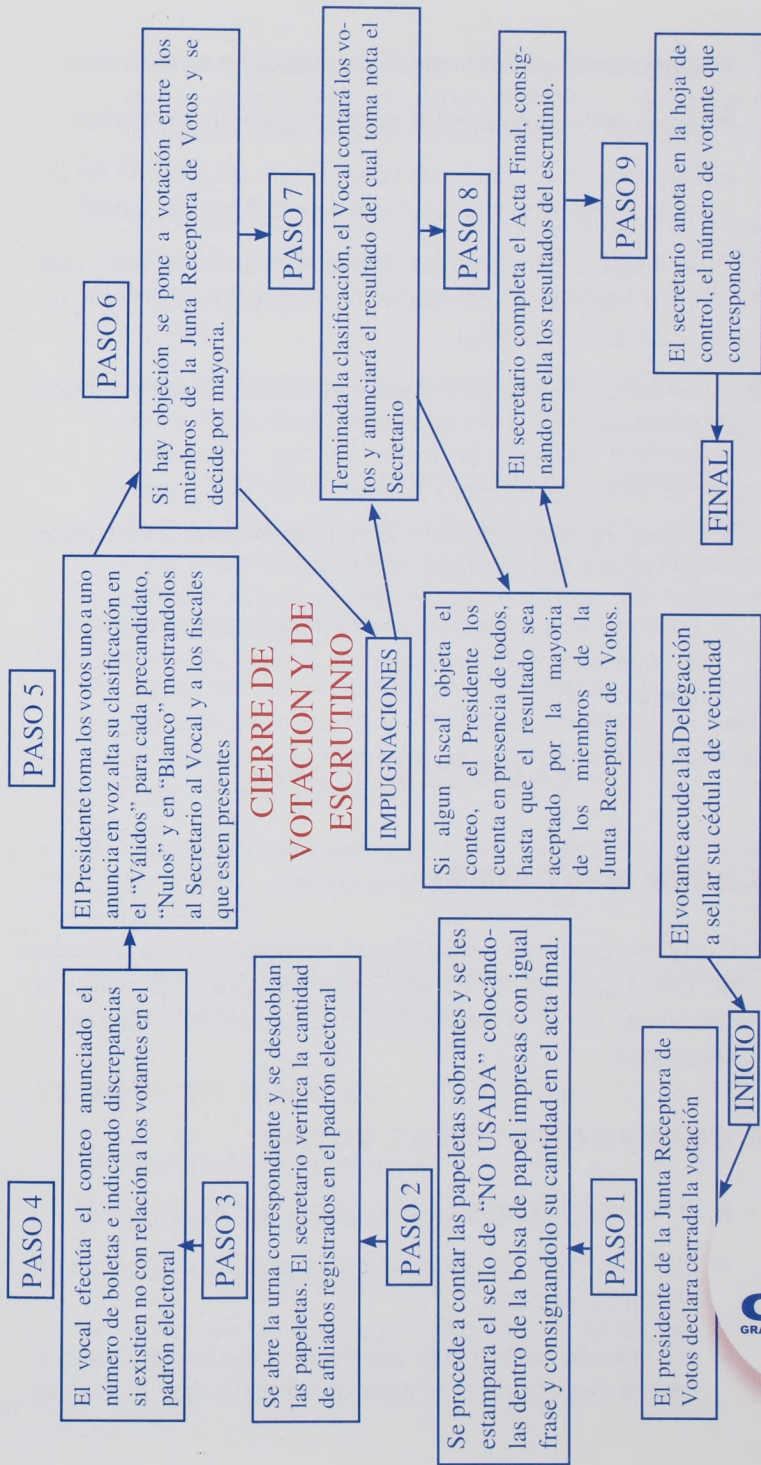 CIERRE DE
VOTACION Y DE
ESCRUTINIO
INICIO
El votante acude a la Delegación
a sellar su cédula de vecindad
El presidente de la Junta Receptora de
Votos declara cerrada la votación
PASO 1
Se procede a contar las papeletas sobrantes y se les
estampara el sello de “NO USADA” colocándo-
las dentro de la bolsa de papel impresas con igual
frase y consignandolo su cantidad en el acta final.
PASO 2
Se abre la urna correspondiente y se desdoblan
las papeletas. El secretario verifica la cantidad
de afiliados registrados en el padrón electoral
PASO 3
El vocal efectúa el conteo anunciado el
número de boletas e indicando discrepancias
si existien no con relación a los votantes en el
padrón elelctoral
PASO 4
PASO 5
El Presidente toma los votos uno a uno
anuncia en voz alta su clasificación en
el “Válidos” para cada precandidato,
“Nulos” y en “Blanco” mostrandolos
al Secretario al Vocal y a los fiscales
que esten presentes
PASO 6
Si hay objeción se pone a votación entre los
mienbros de la Junta Receptora de Votos y se
decide por mayoria.
IMPUGNACIONES
PASO 7
Terminada la clasificación, el Vocal contará los vo-
tos y anunciará el resultado del cual toma nota el
Secretario
Si algun fiscal objeta el
conteo, el Presidente los
cuenta en presencia de todos,
hasta que el resultado sea
aceptado por la mayoria
de los miembros de la
Junta Receptora de Votos.
PASO 8
El secretario completa el Acta Final, consig-
nando en ella los resultados del escrutinio.
PASO 9
El secretario anota en la hoja de
control, el número de votante que
corresponde
FINAL